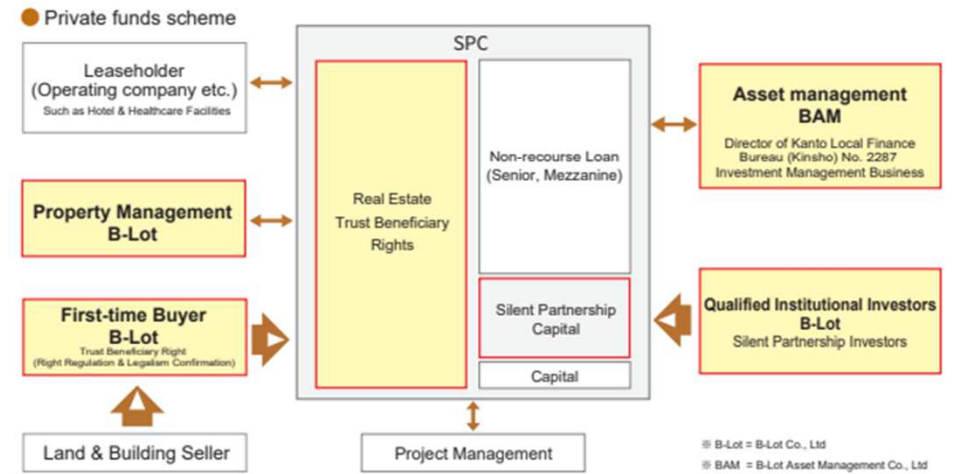 Private funds scheme
SPC
Leaseholder
(Operating company etc.)
Such as Hotel & Healthcare Facilities
Property Management
B-Lot
First-time Buyer
B-Lot
Trust Beneficiary Right
(Right Regulation & Legalism Confirmation)
Land & Building Seller
Real Estate
Trust Beneficiary
Rights
Non-recourse Loan
(Senior, Mezzanine)
Silent Partnership
Capital
Capital
Project Management
Asset management
BAM
Director of Kanto Local Finance
Bureau (Kinsho) No. 2287
Investment Management Business
Qualified Institutional Investors
B-Lot
Silent Partnership Investors
※ B-Lot = B-Lot Co., Ltd
※ BAM = B-Lot Asset Management Co., Ltd